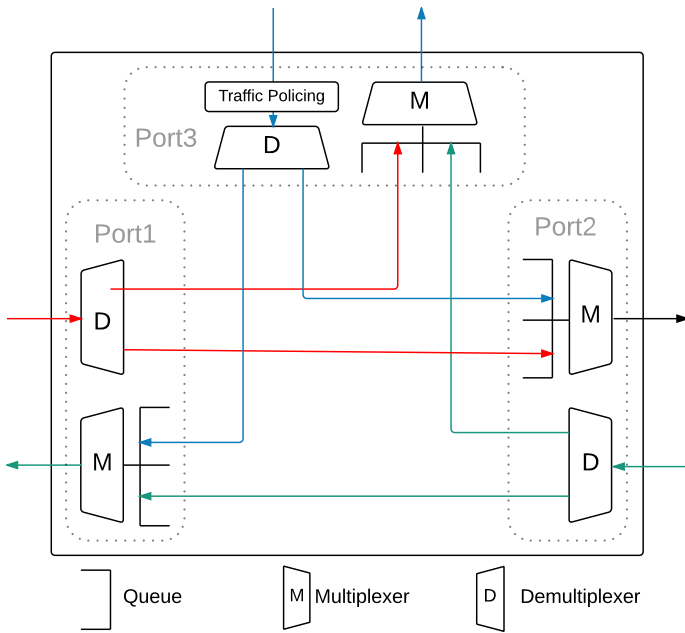 Traffic Policing
M
Port3
D
Port1
Port2
D
M
M
D
Queue
M
Multiplexer
D
Demultiplexer